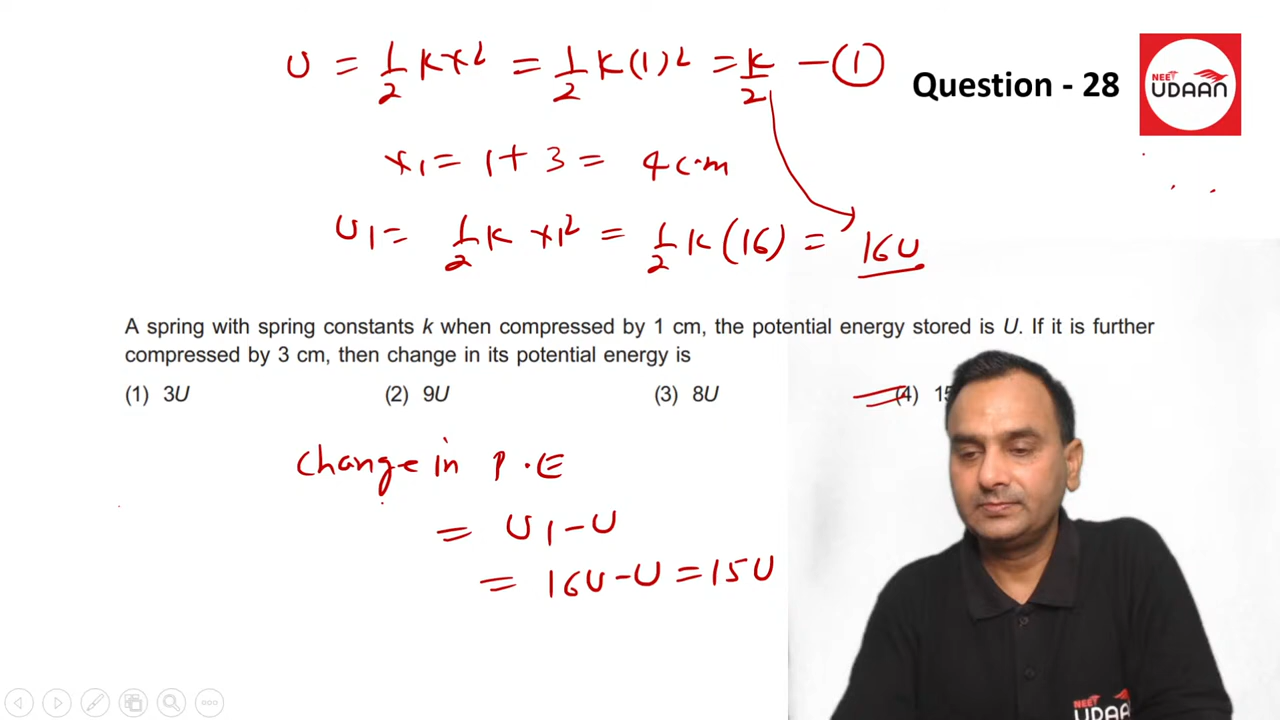 U = 1/2 kx² = 1/2 k(1)² = k/2 — ①
Question - 28
NEET
UDAAN
x1 = 1 + 3 = 4 c.m
U1 = 1/2 k x1² = 1/2 k (16) = 16U
A spring with spring constants k when compressed by 1 cm, the potential energy stored is U. If it is further
compressed by 3 cm, then change in its potential energy is
(1) 3U (2) 9U (3) 8U (4)
Change in P.E
= U1 - U
= 16U - U = 15U
NEET